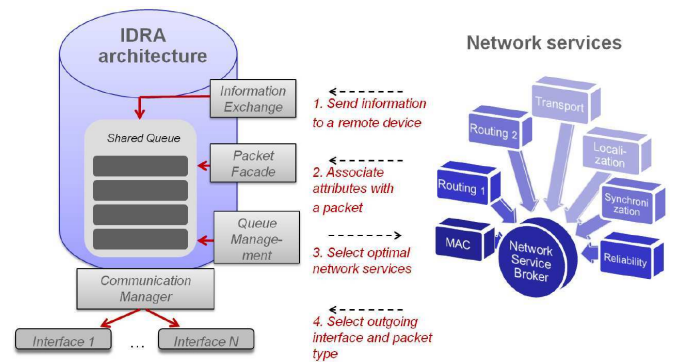 IDRA
architecture
Shared Queue
Information
Exchange
Packet
Facade
Queue
Manage-
ment
Communication
Manager
Interface 1
...
Interface N
1. Send information
to a remote device
2. Associate
attributes with
a packet
3. Select optimal
network services
4. Select outgoing
interface and packet
type
Network services
Transport
Routing 2
Locali-
zation
Routing 1
Synchroni
zation
MAC
Network
Service
Broker
Reliability